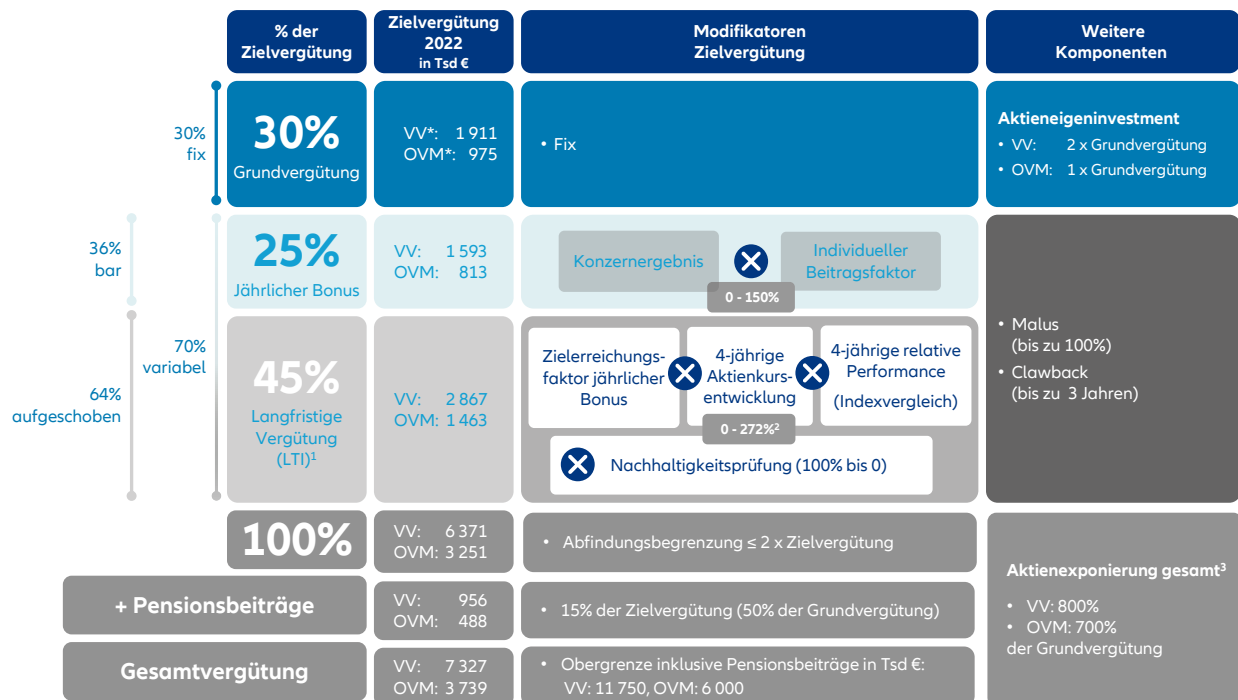 % der
Zielvergütung
Zielvergütung
2022
in Tsd €
Modifikatoren
Zielvergütung
Weitere
Komponenten
30%
fix
30%
Grundvergütung
VV*: 1 911
OVM*: 975
• Fix
Aktieneigeninvestment
• VV: 2 x Grundvergütung
• OVM: 1 x Grundvergütung
36%
bar
70%
variabel
64%
aufgeschoben
25%
Jährlicher Bonus
VV: 1 593
OVM: 813
Konzernergebnis
Individueller
Beitragsfaktor
0 - 150%
45%
Langfristige
Vergütung
(LTI)¹
VV: 2 867
OVM: 1 463
Zielerreichungs-
faktor jährlicher
Bonus
4-jährige
Aktienkurs-
entwicklung
4-jährige relative
Performance
(Indexvergleich)
0 - 272%²
Nachhaltigkeitsprüfung (100% bis 0)
• Malus
(bis zu 100%)
• Clawback
(bis zu 3 Jahren)
100%
VV: 6 371
OVM: 3 251
• Abfindungsbegrenzung ≤ 2 x Zielvergütung
+ Pensionsbeiträge
VV: 956
OVM: 488
• 15% der Zielvergütung (50% der Grundvergütung)
Gesamtvergütung
VV: 7 327
OVM: 3 739
• Obergrenze inklusive Pensionsbeiträge in Tsd €:
VV: 11 750, OVM: 6 000
Aktienexponierung gesamt³
• VV: 800%
• OVM: 700%
der Grundvergütung